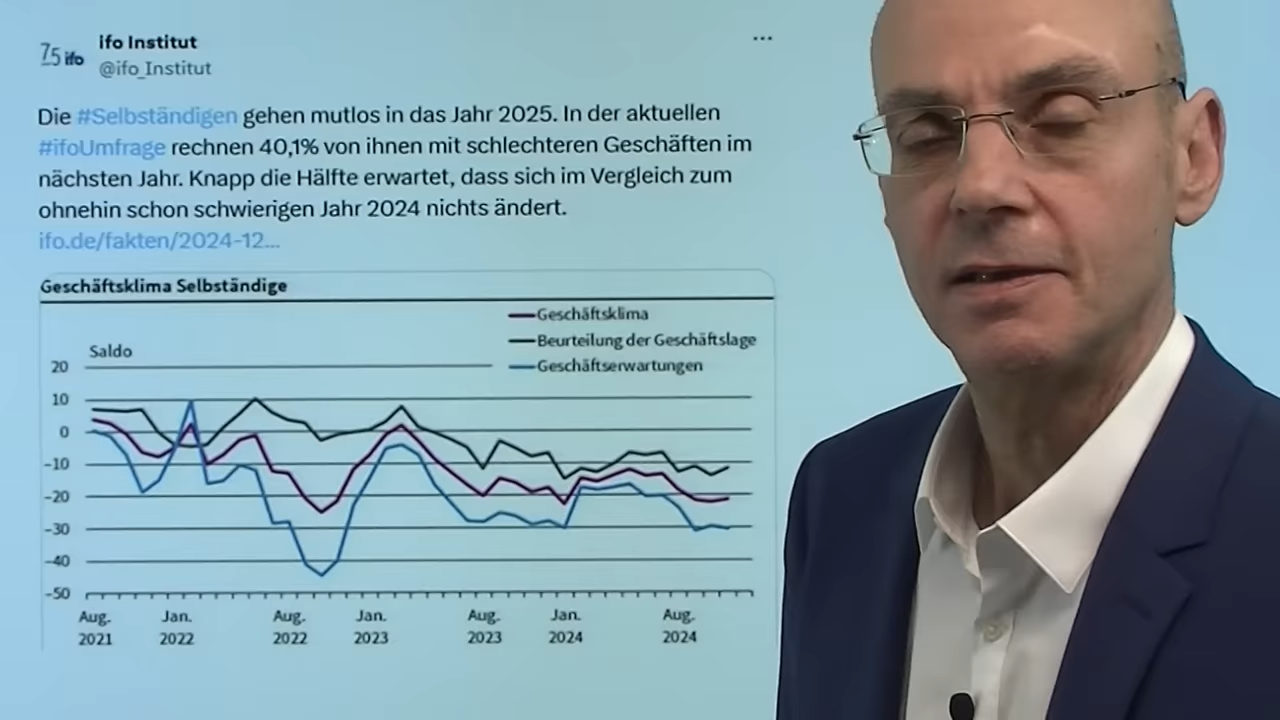 75 ifo
ifo Institut
@ifo_Institut
...
Die #Selbständigen gehen mutlos in das Jahr 2025. In der aktuellen
#ifoUmfrage rechnen 40,1% von ihnen mit schlechteren Geschäften im
nächsten Jahr. Knapp die Hälfte erwartet, dass sich im Vergleich zum
ohnehin schon schwierigen Jahr 2024 nichts ändert.
ifo.de/fakten/2024-12...
Geschäftsklima Selbständige
Geschäftsklima
Beurteilung der Geschäftslage
Geschäftserwartungen
Saldo
20
10
0
-10
-20
-30
-40
-50
Aug. Jan. Aug. Jan. Aug. Jan. Aug.
2021 2022 2022 2023 2023 2024 2024